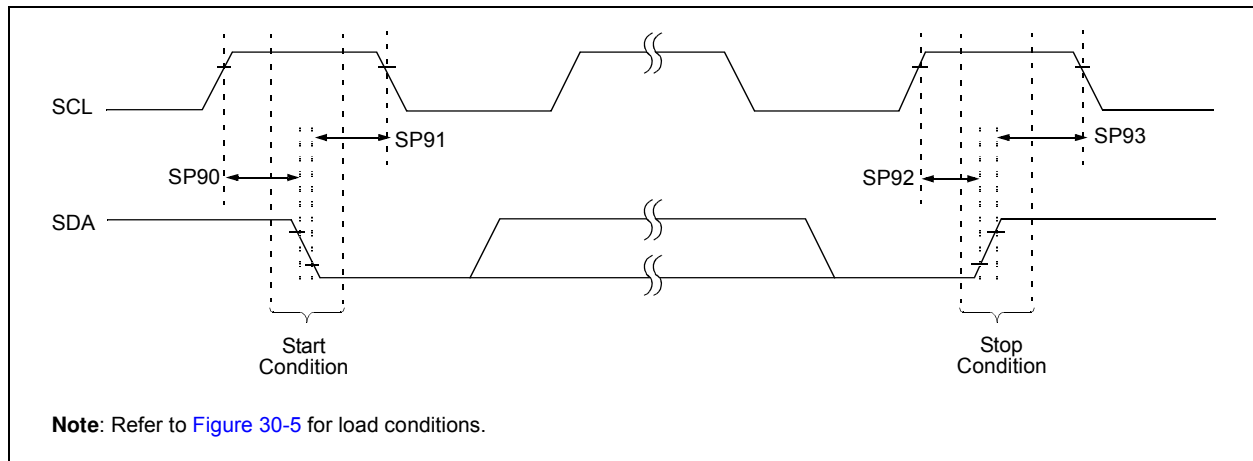 SCL
SP91
SP93
SP90
SP92
SDA
Start
Condition
Stop
Condition
Note: Refer to Figure 30-5 for load conditions.